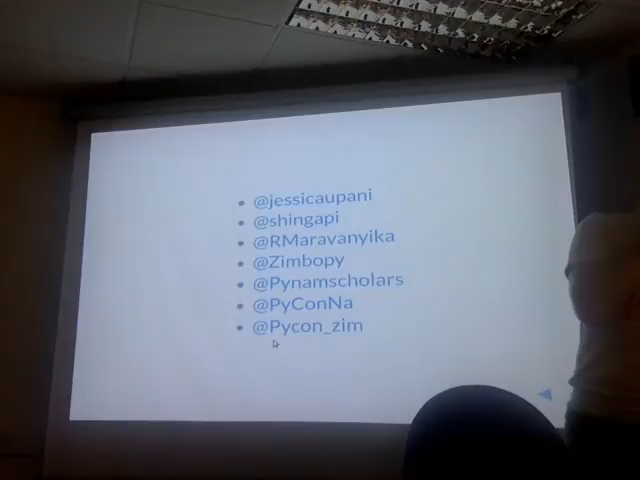 • @jessicaupani
• @shingapi
• @RMaravanyika
• @Zimbopy
• @Pynamscholars
• @PyConNa
• @Pycon_zim